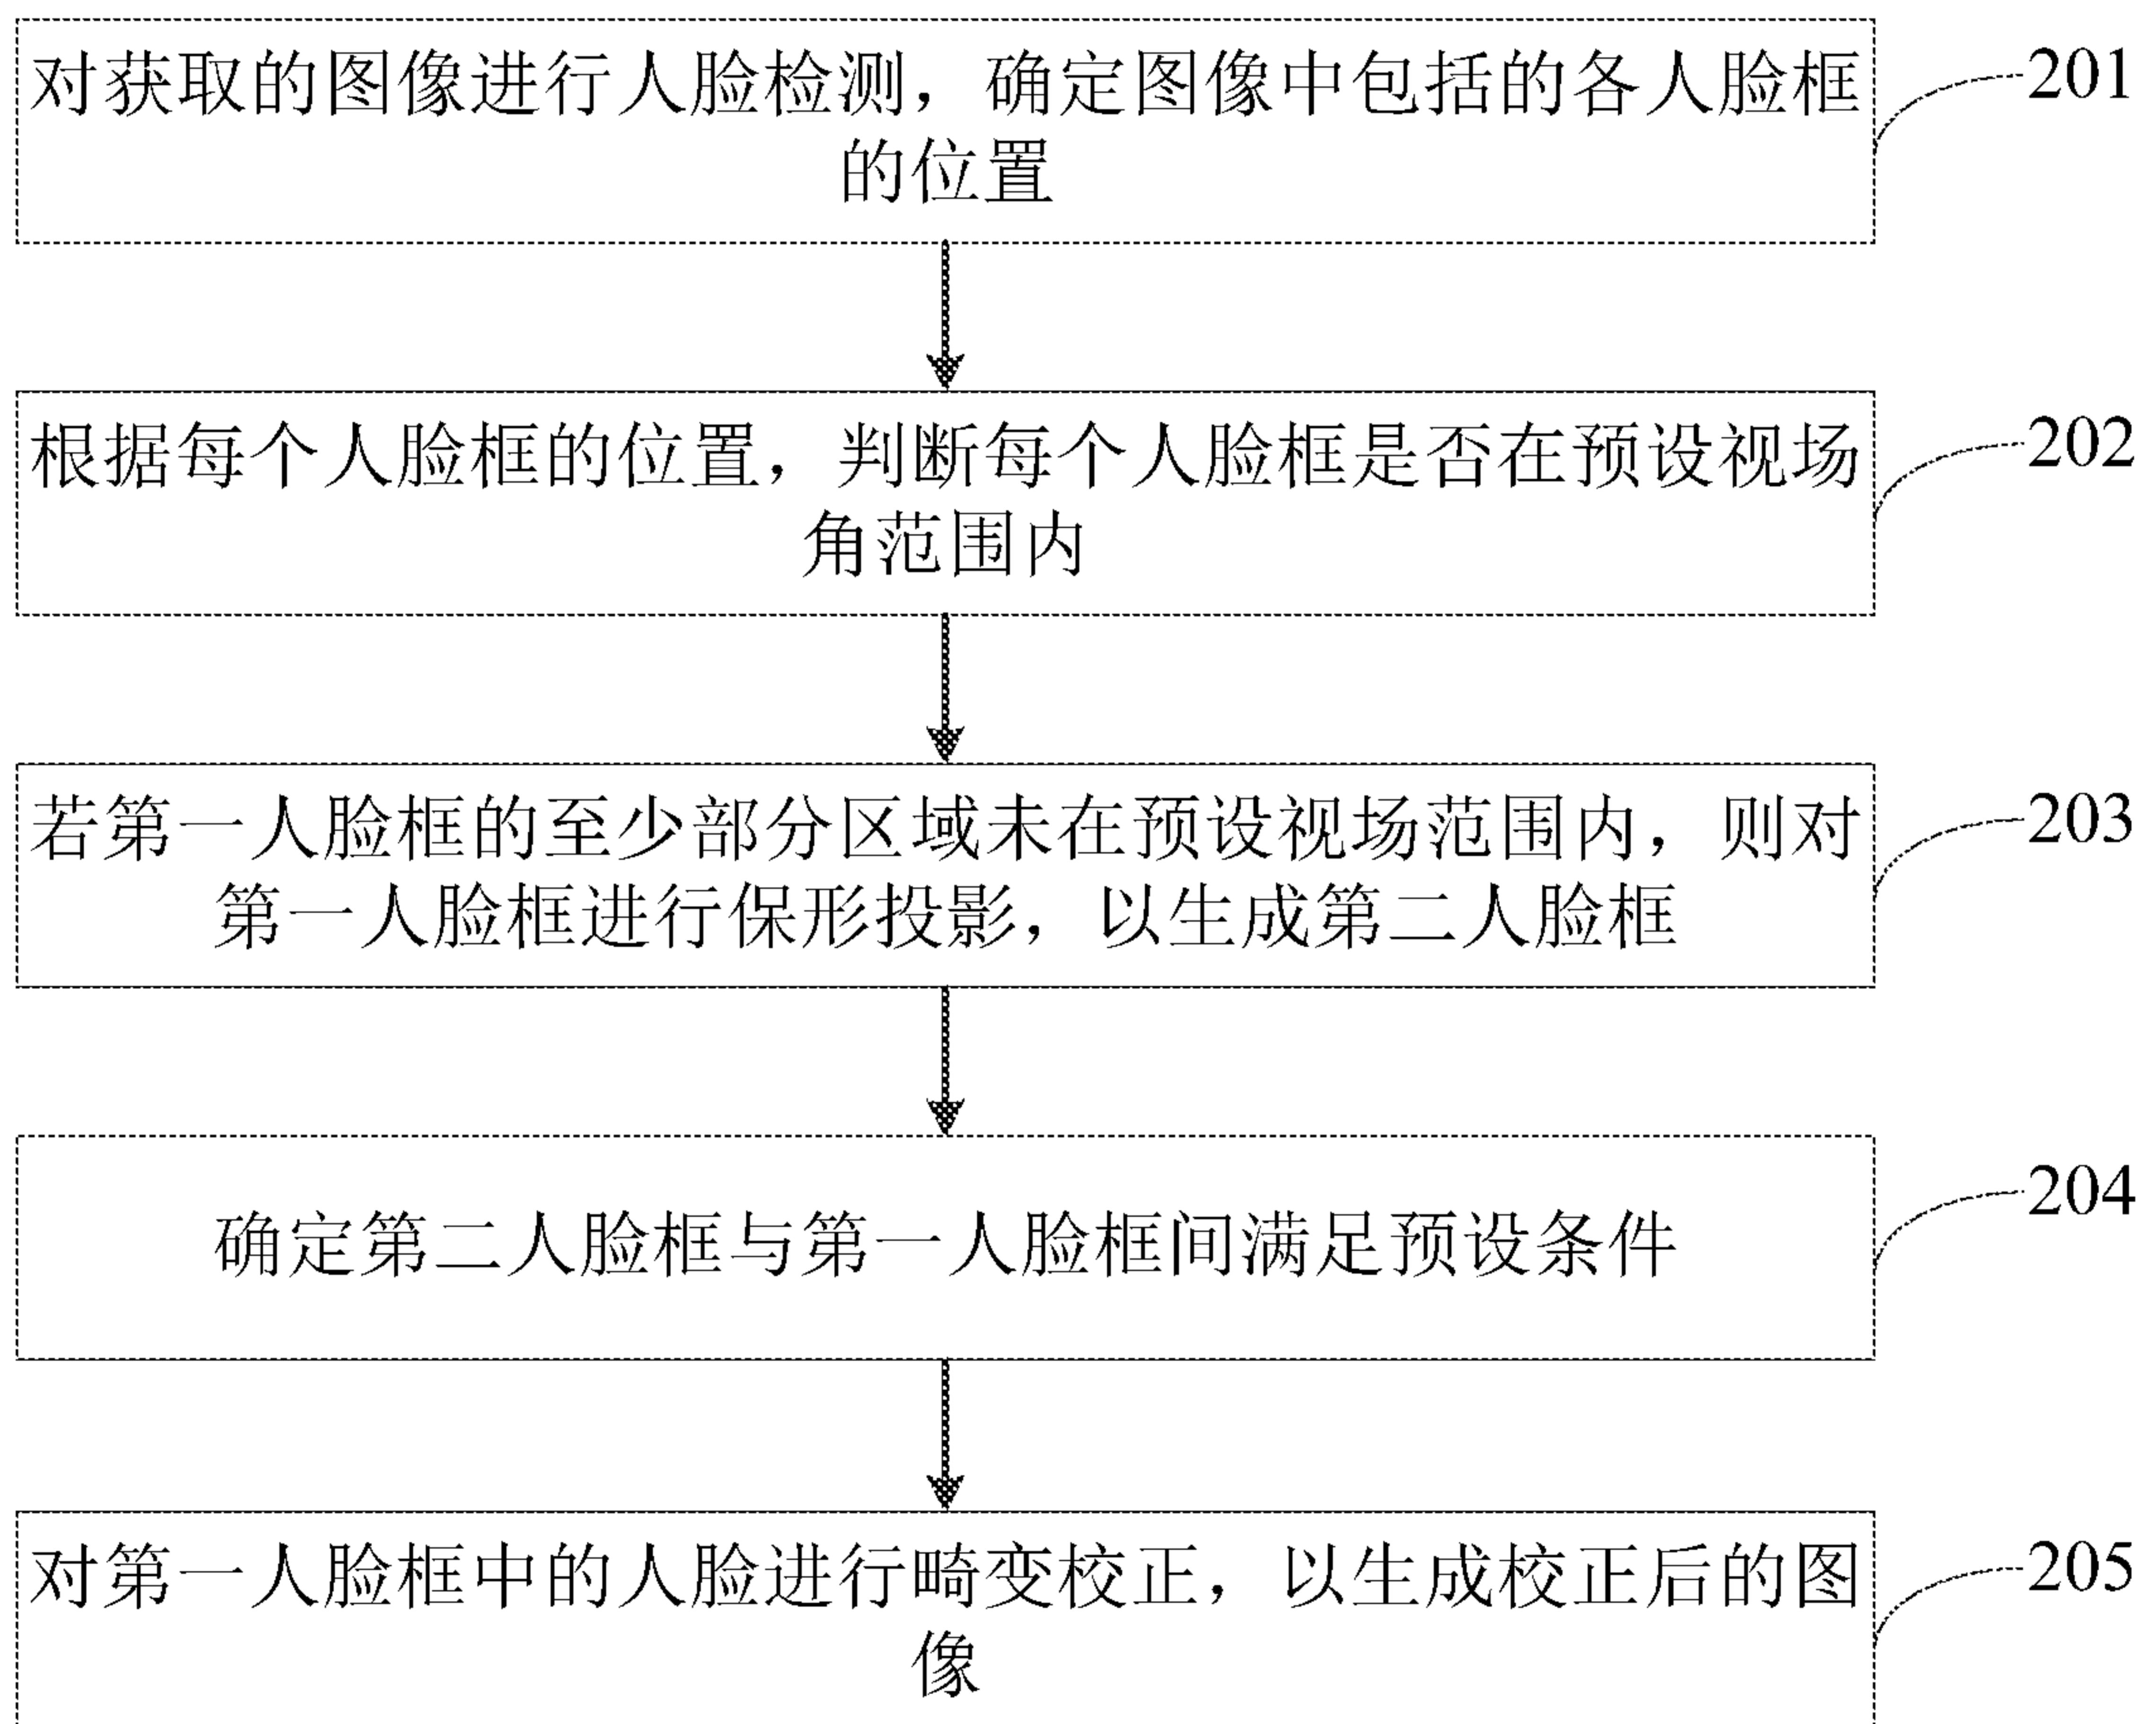 对获取的图像进行人脸检测，确定图像中包括的各人脸框
的位置
201
根据每个人脸框的位置，判断每个人脸框是否在预设视场
角范围内
202
若第一人脸框的至少部分区域未在预设视场范围内，则对
第一人脸框进行保形投影，以生成第二人脸框
203
确定第二人脸框与第一人脸框间满足预设条件
204
对第一人脸框中的人脸进行畸变校正，以生成校正后的图
像
205